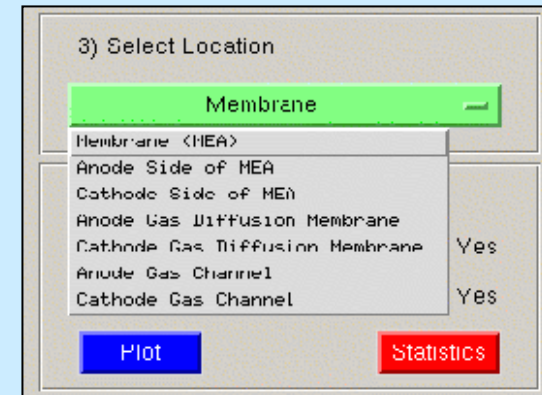 3) Select Location
Membrane
Membrane (MEA)
Anode Side of MEA
Cathode Side of MEA
Anode Gas Diffusion Membrane
Cathode Gas Diffusion Membrane
Yes
Anode Gas Channel
Cathode Gas Channel
Yes
Plot
Statistics